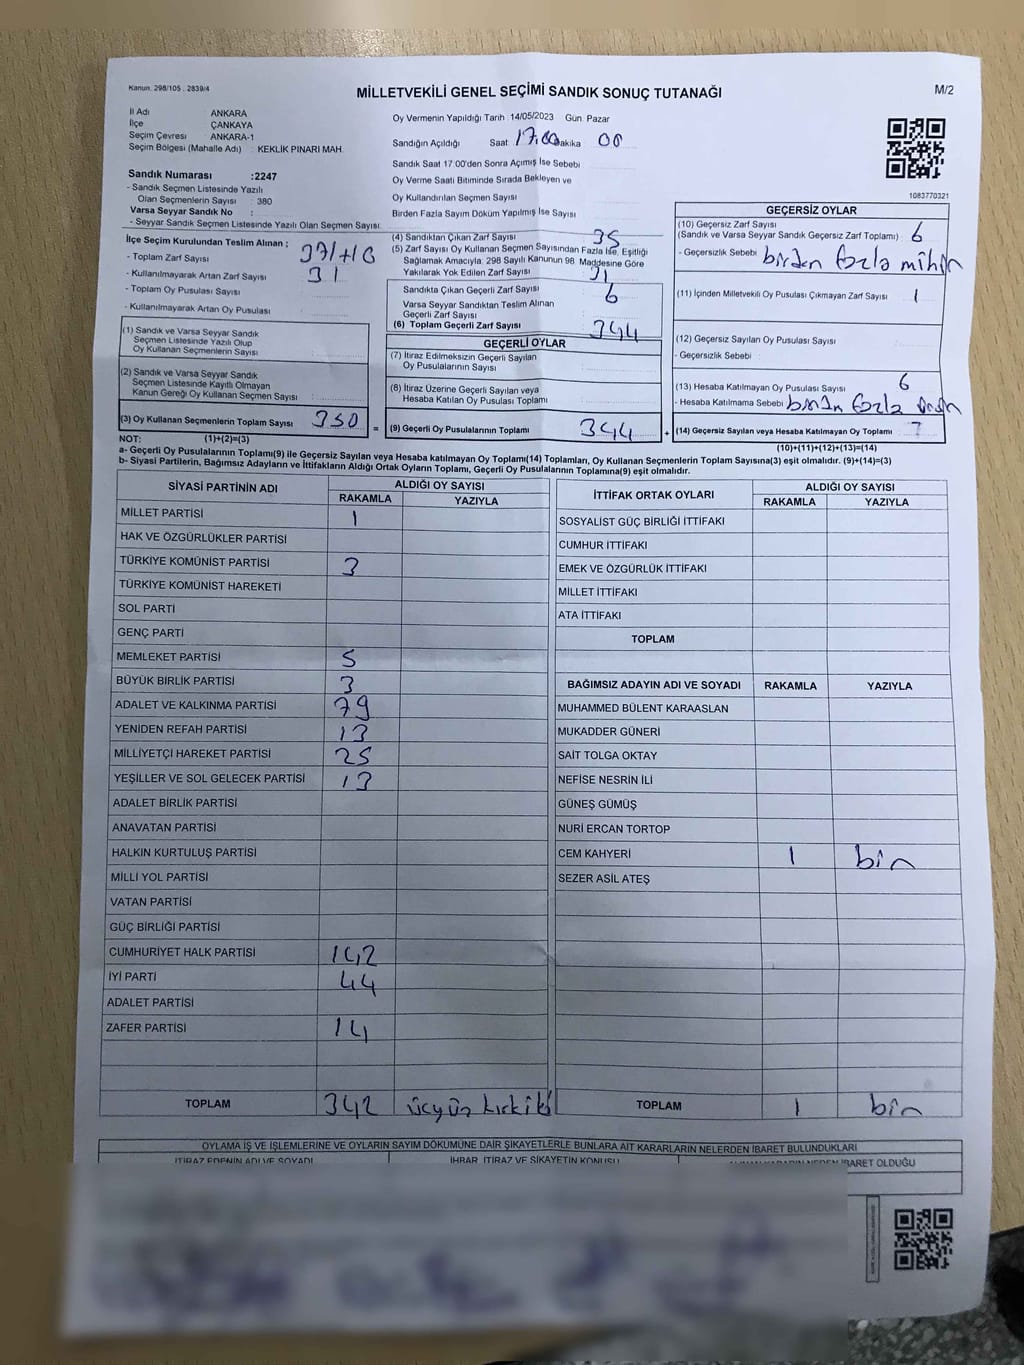 Kanun. 298/105 . 2839/4
MİLLETVEKİLİ GENEL SEÇİMİ SANDIK SONUÇ TUTANAĞI
M/2
İl Adı ANKARA
İlçe ÇANKAYA
Seçim Çevresi ANKARA-1
Seçim Bölgesi (Mahalle Adı) : KEKLİK PINARI MAH.
Oy Vermenin Yapıldığı Tarih : 14/05/2023 Gün: Pazar
Sandığın Açıldığı Saat: 17.00 Dakika 00
Sandık Saat 17:00'den Sonra Açımış İse Sebebi
Oy Verme Saati Bitiminde Sırada Bekleyen ve
Oy Kullandırılan Seçmen Sayısı
Birden Fazla Sayım Döküm Yapılmış İse Sayısı
1083770321
Sandık Numarası :2247
- Sandık Seçmen Listesinde Yazılı
Olan Seçmenlerin Sayısı : 380
Varsa Seyyar Sandık No :
- Seyyar Sandık Seçmen Listesinde Yazılı Olan Seçmen Sayısı:
İlçe Seçim Kurulundan Teslim Alınan ;
- Toplam Zarf Sayısı
- Kullanılmayarak Artan Zarf Sayısı 31
- Toplam Oy Pusulası Sayısı
- Kullanılmayarak Artan Oy Pusulası
(1) Sandık ve Varsa Seyyar Sandık
Seçmen Listesinde Yazılı Olup
Oy Kullanan Seçmenlerin Sayısı
(2) Sandık ve Varsa Seyyar Sandık
Seçmen Listesinde Kayıtlı Olmayan
Kanun Gereği Oy Kullanan Seçmen Sayısı :
(3) Oy Kullanan Seçmenlerin Toplam Sayısı 350 =
(4) Sandıktan Çıkan Zarf Sayısı
(5) Zarf Sayısı Oy Kullanan Seçmen Sayısından Fazla İse, Eşitliği
Sağlamak Amacıyla, 298 Sayılı Kanunun 98. Maddesine Göre
Yakılarak Yok Edilen Zarf Sayısı
Sandıkta Çıkan Geçerli Zarf Sayısı 6
Varsa Seyyar Sandıktan Teslim Alınan
Geçerli Zarf Sayısı
(6) Toplam Geçerli Zarf Sayısı 344
GEÇERLİ OYLAR
(7) İtiraz Edilmeksizin Geçerli Sayılan
Oy Pusulalarının Sayısı
(8) İtiraz Üzerine Geçerli Sayılan veya
Hesaba Katılan Oy Pusulası Toplamı
(9) Geçerli Oy Pusulalarının Toplamı 344 +
GEÇERSİZ OYLAR
(10) Geçersiz Zarf Sayısı
(Sandık ve Varsa Seyyar Sandık Geçersiz Zarf Toplamı) : 6
- Geçersizlik Sebebi birden fazla mühür
(11) İçinden Milletvekili Oy Pusulası Çıkmayan Zarf Sayısı 1
(12) Geçersiz Sayılan Oy Pusulası Sayısı
- Geçersizlik Sebebi
(13) Hesaba Katılmayan Oy Pusulası Sayısı 6
- Hesaba Katılmama Sebebi birden fazla
(14) Geçersiz Sayılan veya Hesaba Katılmayan Oy Toplamı 7
NOT: (1)+(2)=(3)
(10)+(11)+(12)+(13)=(14)
a- Geçerli Oy Pusulasının Toplamı(9) ile Geçersiz Sayılan veya Hesaba Katılmayan Oy Toplamı(14) Toplamları, Oy Kullanan Seçmenlerin Toplam Sayısına(3) eşit olmalıdır. (9)+(14)=(3)
b- Siyasi Partilerin, Bağımsız Adayların ve İttifakların Aldığı Ortak Oyların Toplamı, Geçerli Oy Pusulalarının Toplamına(9) eşit olmalıdır.
SİYASİ PARTİNİN ADI ALDIĞI OY SAYISI
RAKAMLA YAZIYLA
MİLLET PARTİSİ 1
HAK VE ÖZGÜRLÜKLER PARTİSİ
TÜRKİYE KOMÜNİST PARTİSİ 3
TÜRKİYE KOMÜNİST HAREKETİ
SOL PARTİ
GENÇ PARTİ
MEMLEKET PARTİSİ 5
BÜYÜK BİRLİK PARTİSİ 3
ADALET VE KALKINMA PARTİSİ 79
YENİDEN REFAH PARTİSİ 13
MİLLİYETÇİ HAREKET PARTİSİ 25
YEŞİLLER VE SOL GELECEK PARTİSİ 13
ADALET BİRLİK PARTİSİ
ANAVATAN PARTİSİ
HALKIN KURTULUŞ PARTİSİ
MİLLİ YOL PARTİSİ
VATAN PARTİSİ
GÜÇ BİRLİĞİ PARTİSİ
CUMHURİYET HALK PARTİSİ 142
İYİ PARTİ 44
ADALET PARTİSİ
ZAFER PARTİSİ 14
TOPLAM 342 üçyüz kırkiki
İTTİFAK ORTAK OYLARI ALDIĞI OY SAYISI
RAKAMLA YAZIYLA
SOSYALİST GÜÇ BİRLİĞİ İTTİFAKI
CUMHUR İTTİFAKI
EMEK VE ÖZGÜRLÜK İTTİFAKI
MİLLET İTTİFAKI
ATA İTTİFAKI
TOPLAM
BAĞIMSIZ ADAYIN ADI VE SOYADI RAKAMLA YAZIYLA
MUHAMMED BÜLENT KARAASLAN
MUKADDER GÜNERİ
SAİT TOLGA OKTAY
NEFİSE NESRİN İLİ
GÜNEŞ GÜMÜŞ
NURİ ERCAN TORTOP
CEM KAHYERİ 1 bir
SEZER ASİL ATEŞ
TOPLAM 1 bir
OYLAMA İŞ VE İŞLEMLERİNE VE OYLARIN SAYIM DÖKÜMÜNE DAİR ŞİKAYETLERLE BUNLARA AİT KARARLARIN NELERDEN İBARET BULUNDUKLARI
İTİRAZ EDENİN ADI VE SOYADI İHBAR, İTİRAZ VE ŞİKAYETİN KONUSU
İBARET OLDUĞU